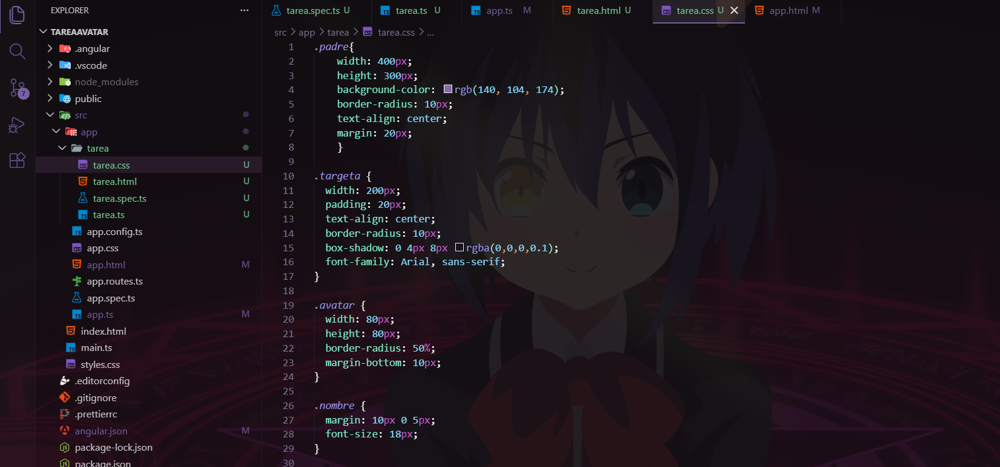 EXPLORER ...
TAREAAVATAR
.angular
.vscode
node_modules
public
src
app
tarea
tarea.css U
tarea.html U
tarea.spec.ts U
tarea.ts U
app.config.ts
app.css
app.html M
app.routes.ts
app.spec.ts
app.ts M
index.html
main.ts
styles.css
.editorconfig
.gitignore
.prettierrc
angular.json M
package-lock.json
package.json
7
tarea.spec.ts U tarea.ts U app.ts M tarea.html U tarea.css U app.html M
src > app > tarea > tarea.css > ...
1 .padre{
2 width: 400px;
3 height: 300px;
4 background-color: rgb(140, 104, 174);
5 border-radius: 10px;
6 text-align: center;
7 margin: 20px;
8 }
9
10 .targeta {
11 width: 200px;
12 padding: 20px;
13 text-align: center;
14 border-radius: 10px;
15 box-shadow: 0 4px 8px rgba(0,0,0,0.1);
16 font-family: Arial, sans-serif;
17 }
18
19 .avatar {
20 width: 80px;
21 height: 80px;
22 border-radius: 50%;
23 margin-bottom: 10px;
24 }
25
26 .nombre {
27 margin: 10px 0 5px;
28 font-size: 18px;
29 }
30